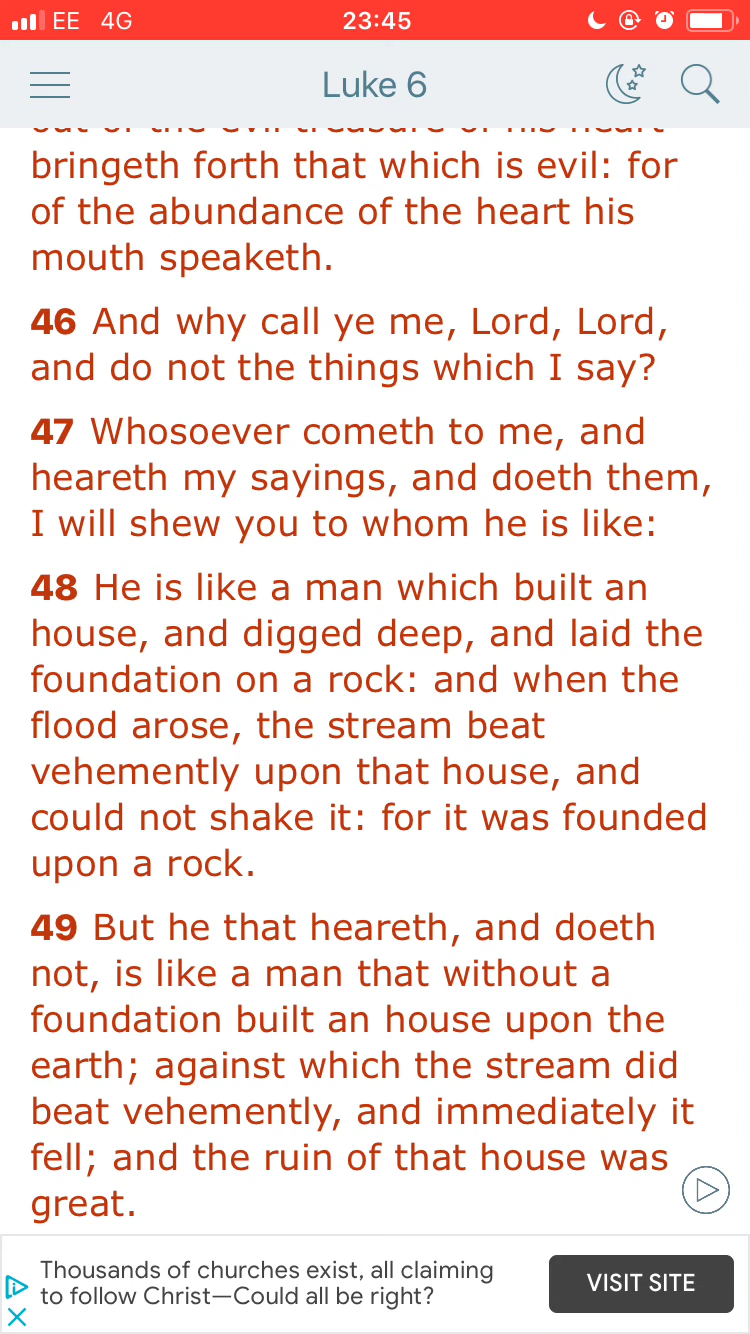 EE 4G 23:45
Luke 6
out of the evil treasure of his heart
bringeth forth that which is evil: for
of the abundance of the heart his
mouth speaketh.
46 And why call ye me, Lord, Lord,
and do not the things which I say?
47 Whosoever cometh to me, and
heareth my sayings, and doeth them,
I will shew you to whom he is like:
48 He is like a man which built an
house, and digged deep, and laid the
foundation on a rock: and when the
flood arose, the stream beat
vehemently upon that house, and
could not shake it: for it was founded
upon a rock.
49 But he that heareth, and doeth
not, is like a man that without a
foundation built an house upon the
earth; against which the stream did
beat vehemently, and immediately it
fell; and the ruin of that house was
great.
Thousands of churches exist, all claiming
to follow Christ—Could all be right?
VISIT SITE